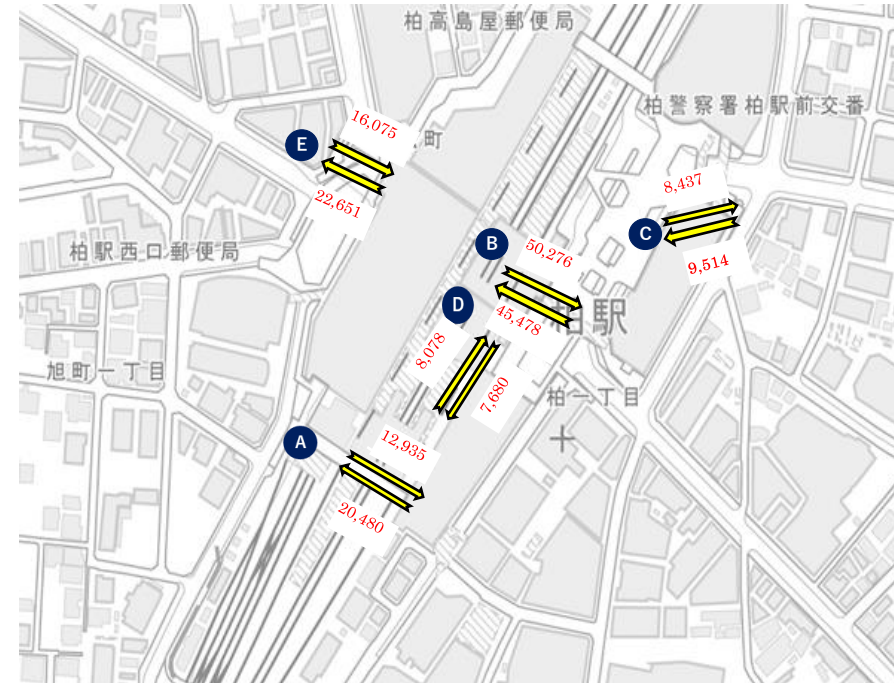 柏高島屋郵便局
柏警察署柏駅前交番
16,075
E
町
22,651
8,437
C
9,514
柏駅西口郵便局
B
50,276
D
45,478
柏駅
8,078
7,680
旭町一丁目
柏一丁目
A
12,935
20,480